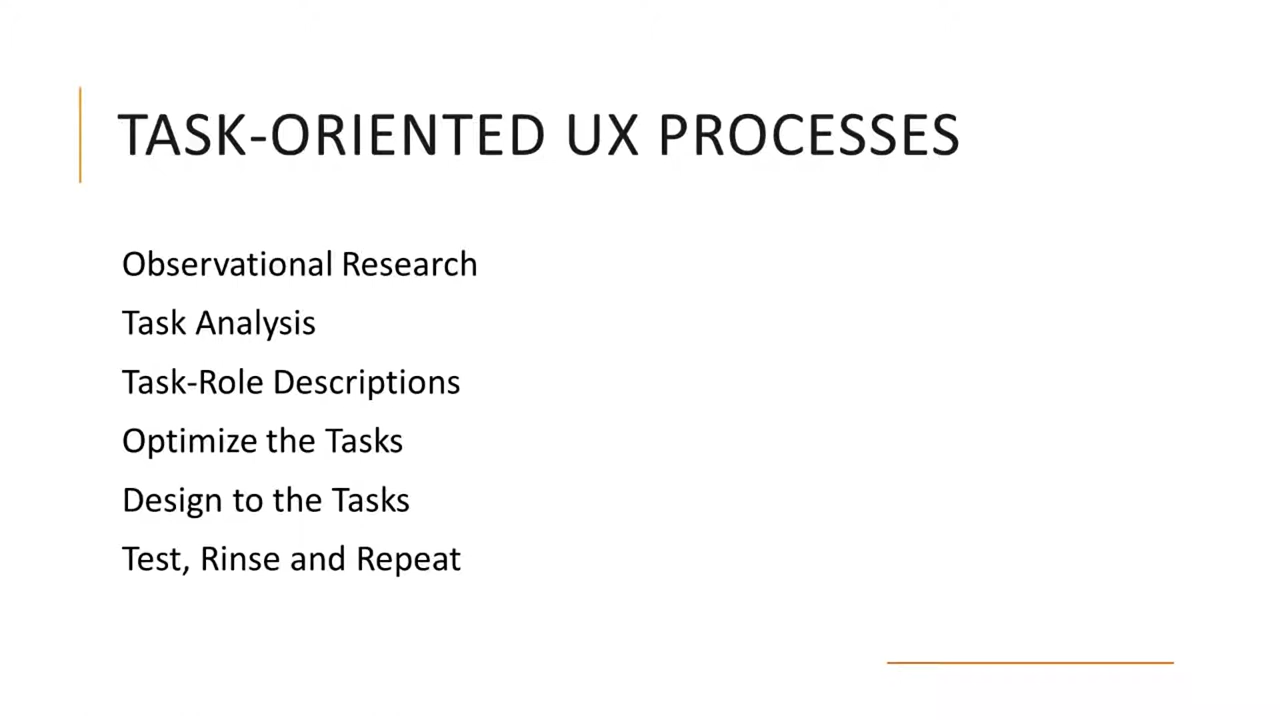 TASK-ORIENTED UX PROCESSES
Observational Research
Task Analysis
Task-Role Descriptions
Optimize the Tasks
Design to the Tasks
Test, Rinse and Repeat